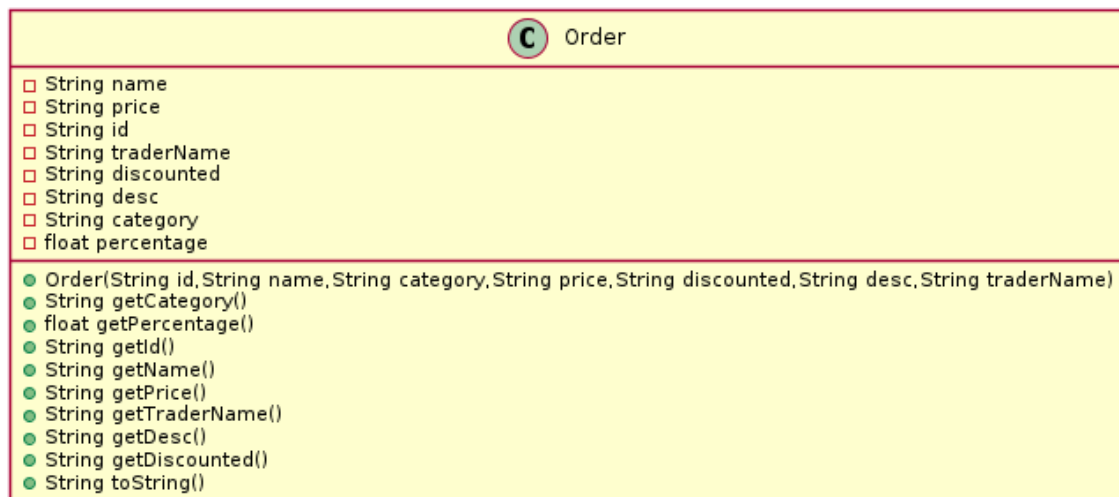 C Order
String name
String price
String id
String traderName
String discounted
String desc
String category
float percentage
Order(String id,String name,String category,String price,String discounted,String desc,String traderName)
String getCategory()
float getPercentage()
String getId()
String getName()
String getPrice()
String getTraderName()
String getDesc()
String getDiscounted()
String toString()